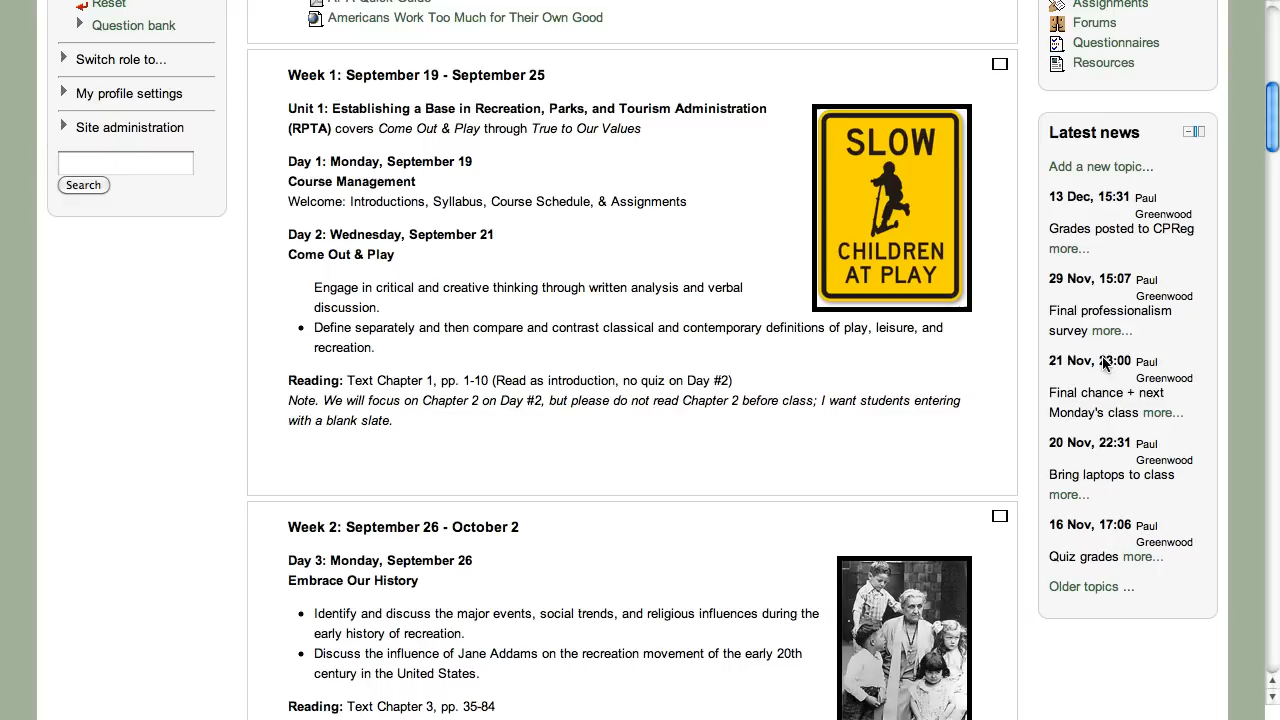 Reset
Question bank
Switch role to...
My profile settings
Site administration
Search
Americans Work Too Much for Their Own Good
Week 1: September 19 - September 25
Unit 1: Establishing a Base in Recreation, Parks, and Tourism Administration
(RPTA) covers Come Out & Play through True to Our Values
Day 1: Monday, September 19
Course Management
Welcome: Introductions, Syllabus, Course Schedule, & Assignments
Day 2: Wednesday, September 21
Come Out & Play
Engage in critical and creative thinking through written analysis and verbal
discussion.
• Define separately and then compare and contrast classical and contemporary definitions of play, leisure, and
recreation.
Reading: Text Chapter 1, pp. 1-10 (Read as introduction, no quiz on Day #2)
Note. We will focus on Chapter 2 on Day #2, but please do not read Chapter 2 before class; I want students entering
with a blank slate.
SLOW
CHILDREN
AT PLAY
Week 2: September 26 - October 2
Day 3: Monday, September 26
Embrace Our History
• Identify and discuss the major events, social trends, and religious influences during the
early history of recreation.
• Discuss the influence of Jane Addams on the recreation movement of the early 20th
century in the United States.
Reading: Text Chapter 3, pp. 35-84
Assignments
Forums
Questionnaires
Resources
Latest news
Add a new topic...
13 Dec, 15:31 Paul
Greenwood
Grades posted to CPReg
more...
29 Nov, 15:07 Paul
Greenwood
Final professionalism
survey more...
21 Nov, Paul
Greenwood
Final chance + next
Monday's class more...
20 Nov, 22:31 Paul
Greenwood
Bring laptops to class
more...
16 Nov, 17:06 Paul
Greenwood
Quiz grades more...
Older topics ...